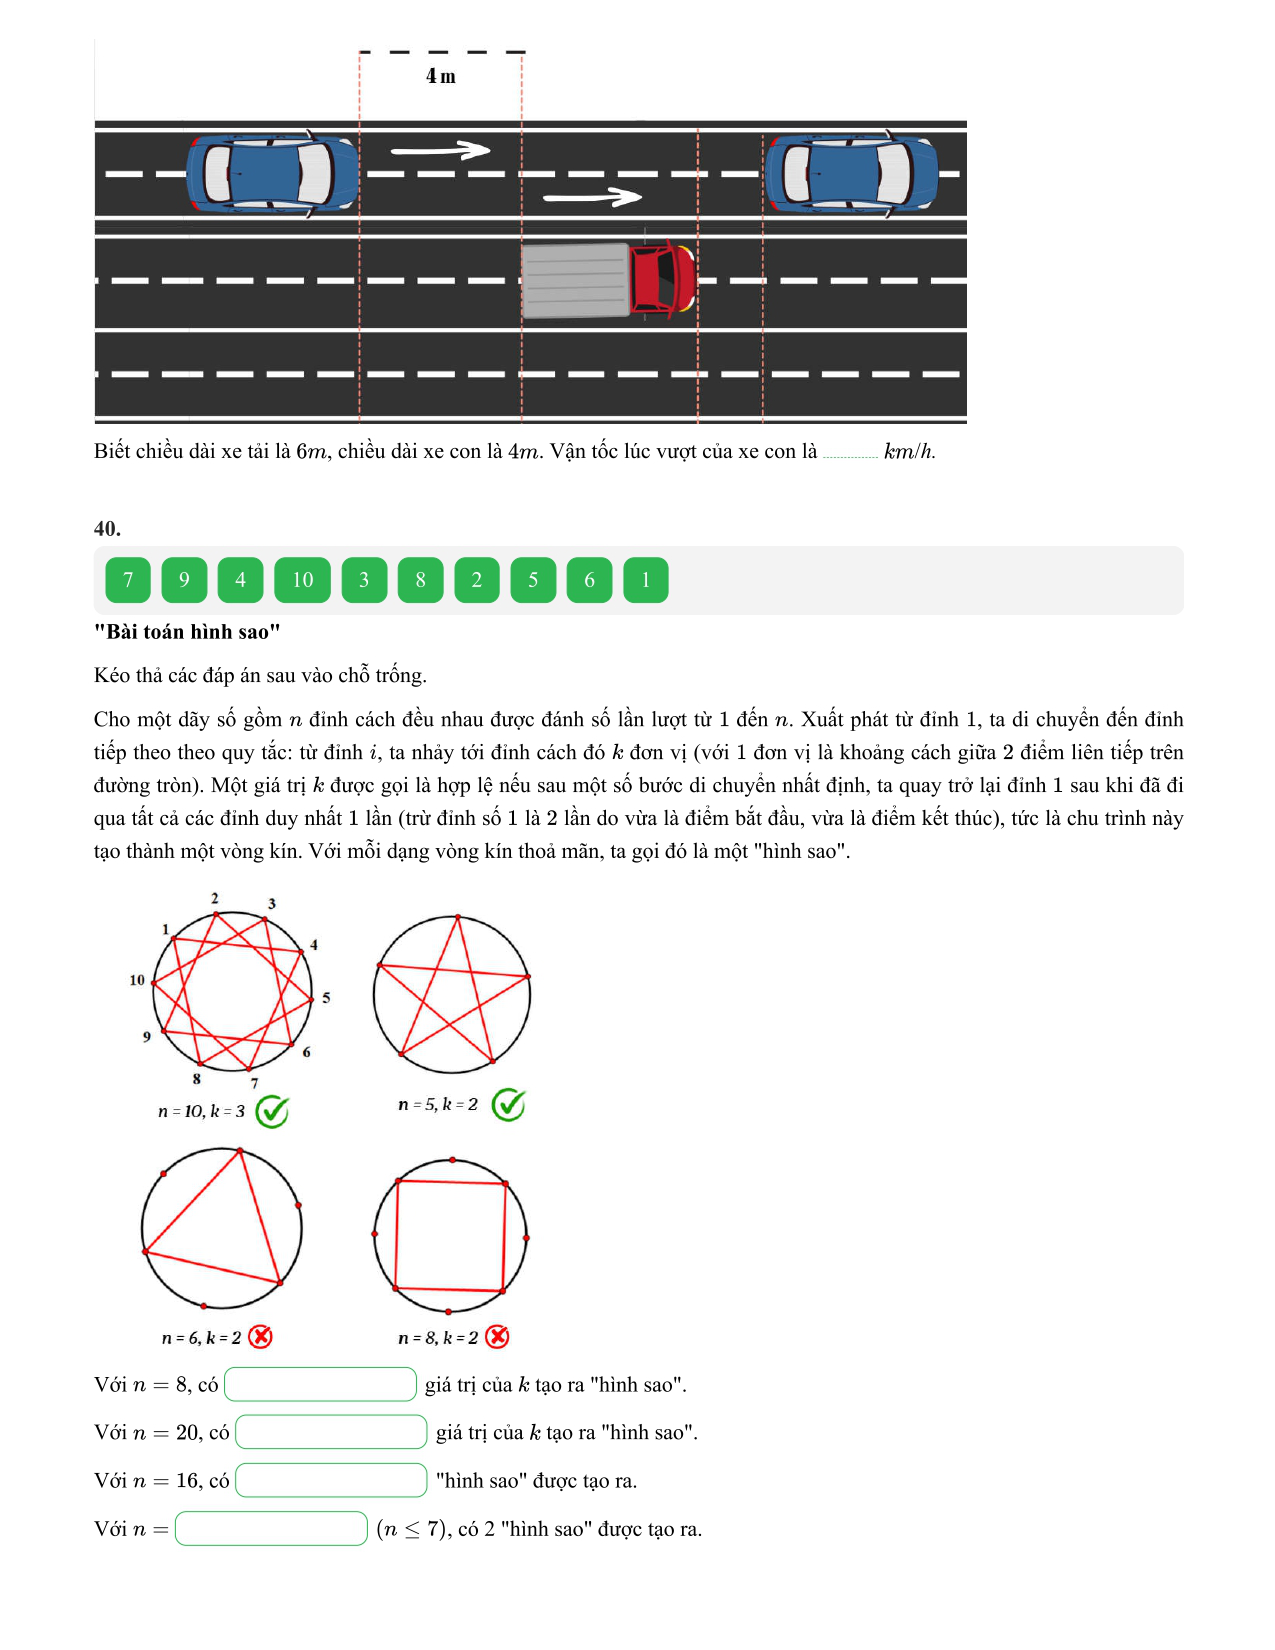 4 m
Biết chiều dài xe tải là 6m, chiều dài xe con là 4m. Vận tốc lúc vượt của xe con là ............... km/h.
40.
7 9 4 10 3 8 2 5 6 1
"Bài toán hình sao"
Kéo thả các đáp án sau vào chỗ trống.
Cho một dãy số gồm n đỉnh cách đều nhau được đánh số lần lượt từ 1 đến n. Xuất phát từ đỉnh 1, ta di chuyển đến đỉnh
tiếp theo theo quy tắc: từ đỉnh i, ta nhảy tới đỉnh cách đó k đơn vị (với 1 đơn vị là khoảng cách giữa 2 điểm liên tiếp trên
đường tròn). Một giá trị k được gọi là hợp lệ nếu sau một số bước di chuyển nhất định, ta quay trở lại đỉnh 1 sau khi đã đi
qua tất cả các đỉnh duy nhất 1 lần (trừ đỉnh số 1 là 2 lần do vừa là điểm bắt đầu, vừa là điểm kết thúc), tức là chu trình này
tạo thành một vòng kín. Với mỗi dạng vòng kín thoả mãn, ta gọi đó là một "hình sao".
2
3
1
4
10
5
9
6
8
7
n = 10, k = 3
n = 5, k = 2
n = 6, k = 2
n = 8, k = 2
Với n = 8, có giá trị của k tạo ra "hình sao".
Với n = 20, có giá trị của k tạo ra "hình sao".
Với n = 16, có "hình sao" được tạo ra.
Với n = (n ≤ 7), có 2 "hình sao" được tạo ra.